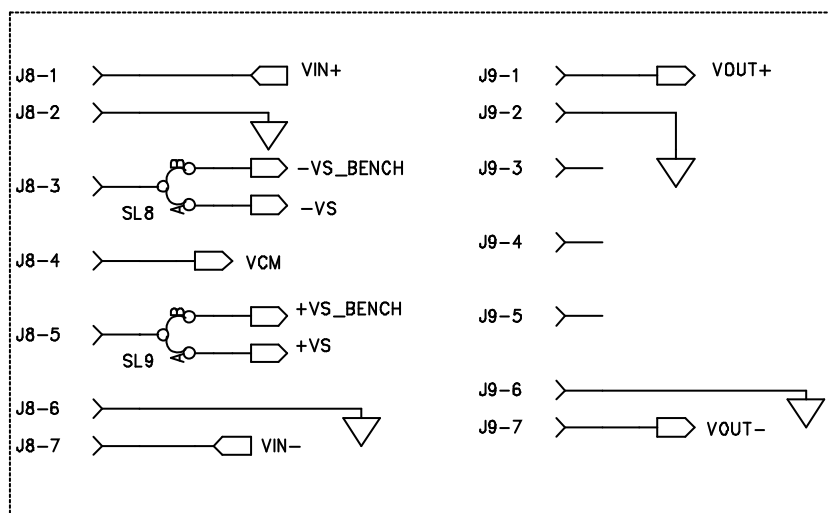 J8-1 VIN+
J8-2
B
J8-3 -VS_BENCH
A
SL8 -VS
J8-4 VCM
B
J8-5 +VS_BENCH
A
SL9 +VS
J8-6
J8-7 VIN-
J9-1 VOUT+
J9-2
J9-3
J9-4
J9-5
J9-6
J9-7 VOUT-